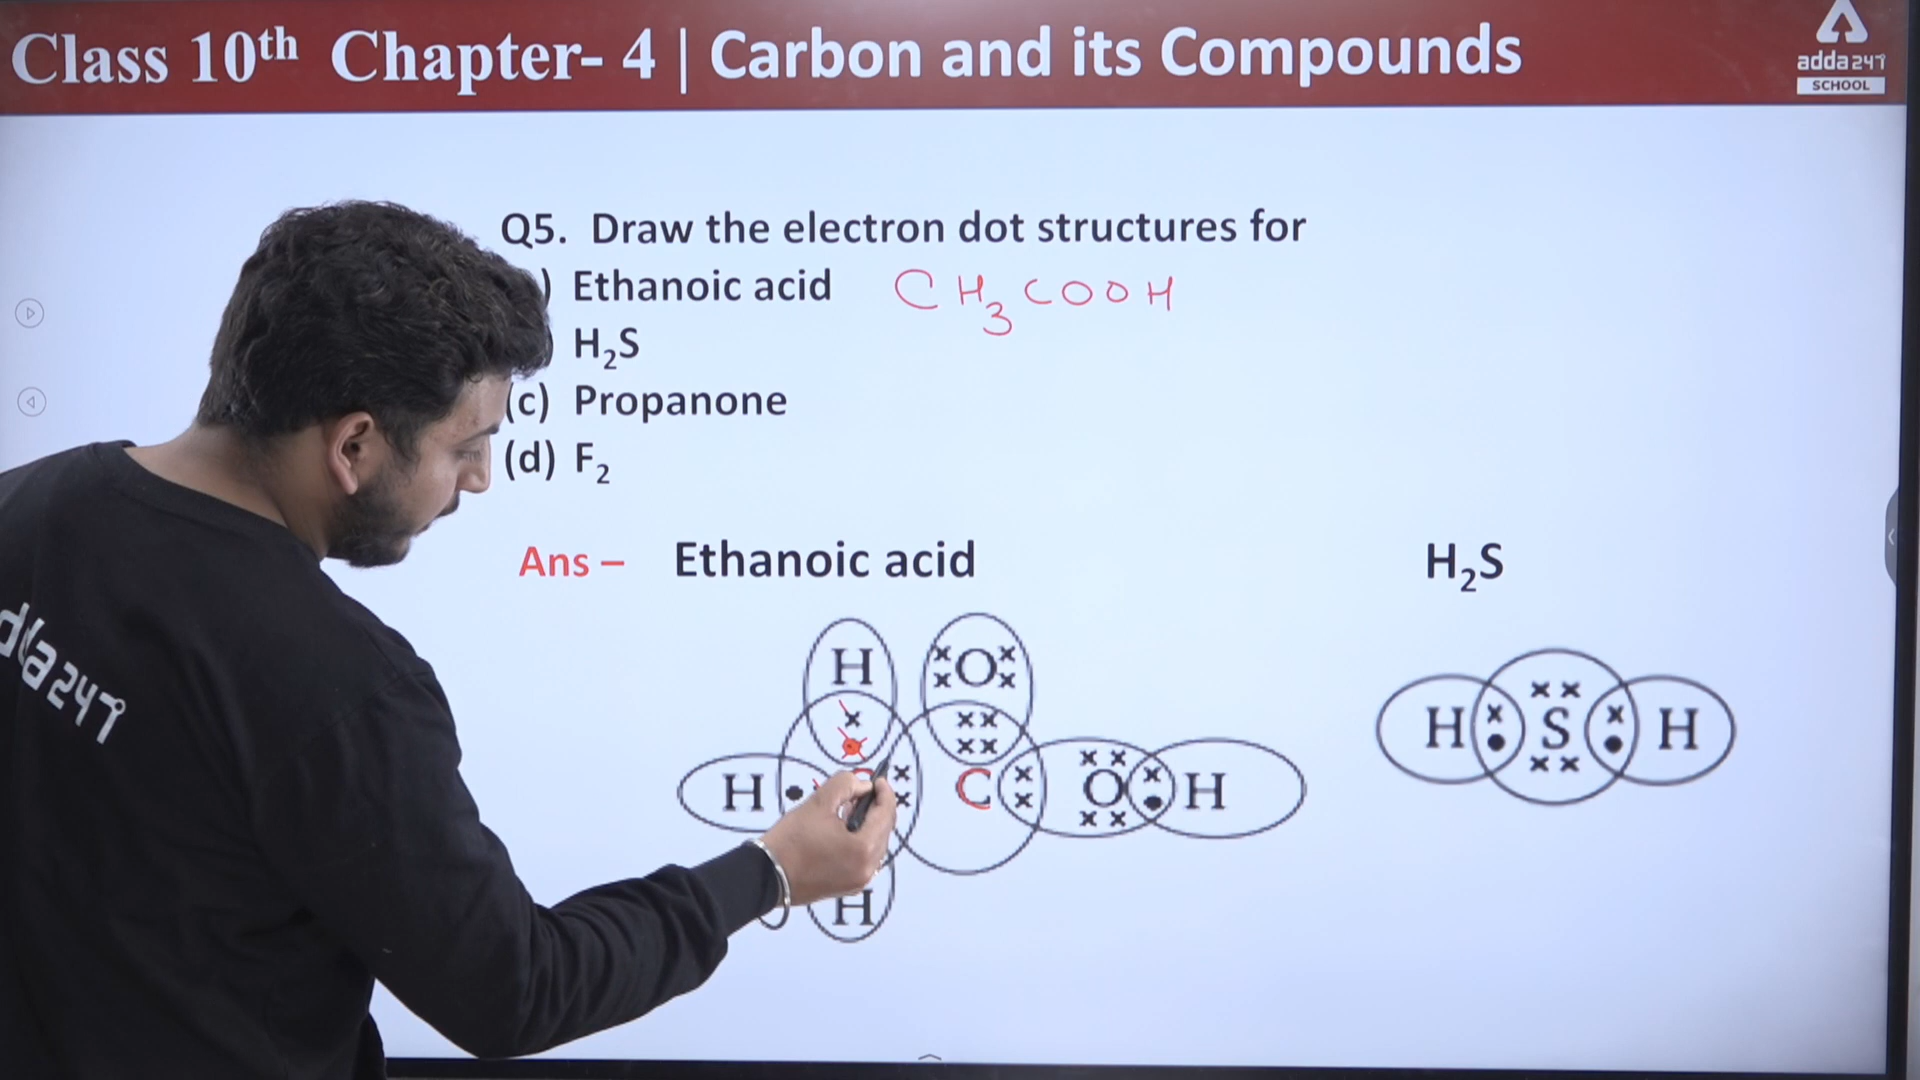 Class 10th Chapter- 4 | Carbon and its Compounds
adda247
SCHOOL
Q5. Draw the electron dot structures for
) Ethanoic acid CH3COOH
) H2S
(c) Propanone
(d) F2
Ans – Ethanoic acid
H2S
H O
H C O H
H
H S H
dda247